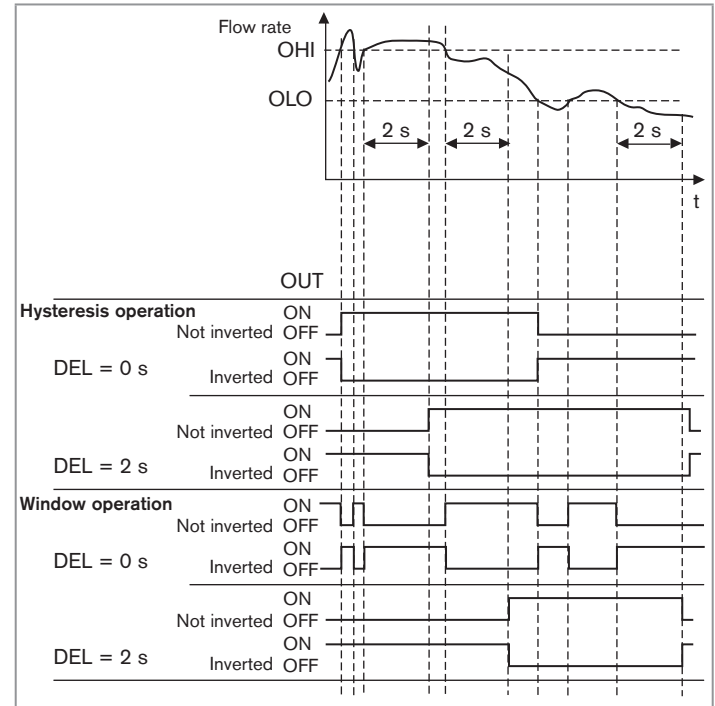 Flow rate
OHI
OLO
2 s 2 s 2 s
t
OUT
Hysteresis operation
ON
Not inverted OFF
ON
DEL = 0 s
Inverted OFF
ON
Not inverted OFF
ON
DEL = 2 s
Inverted OFF
Window operation
ON
Not inverted OFF
ON
DEL = 0 s
Inverted OFF
ON
Not inverted OFF
ON
DEL = 2 s
Inverted OFF